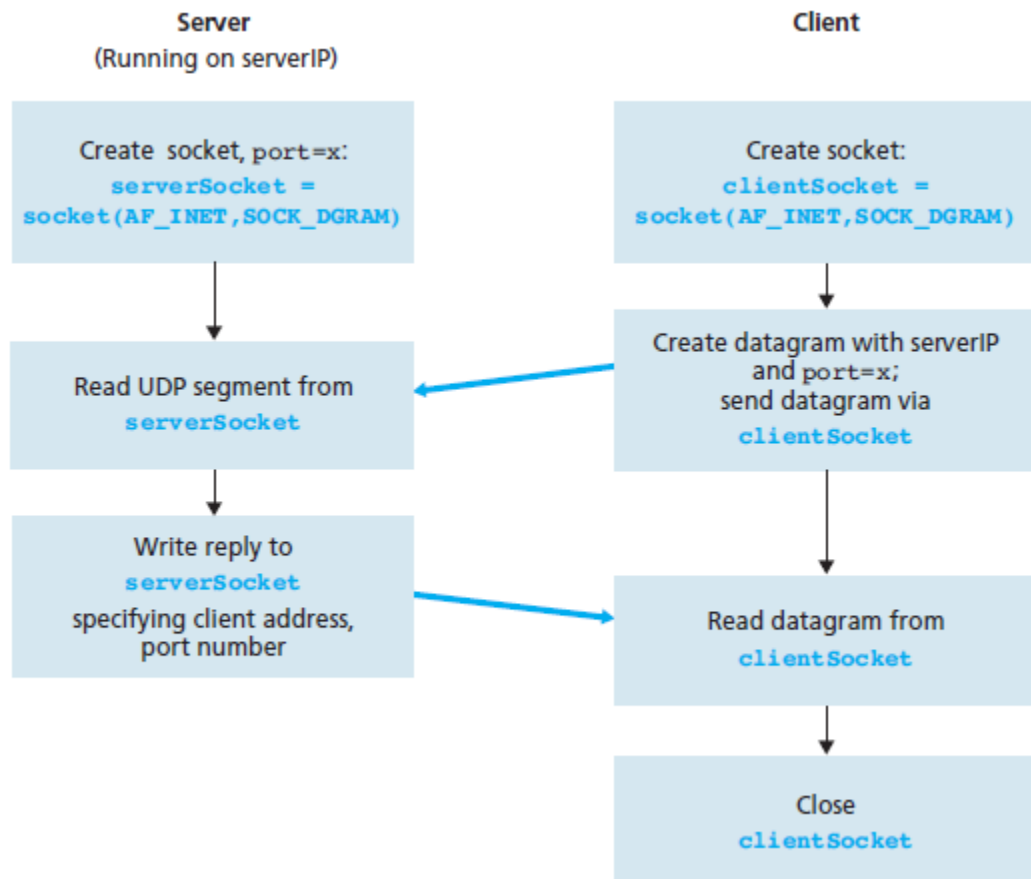 Server
(Running on serverIP)
Create socket, port=x:
serverSocket =
socket(AF_INET,SOCK_DGRAM)
Read UDP segment from
serverSocket
Write reply to
serverSocket
specifying client address,
port number
Client
Create socket:
clientSocket =
socket(AF_INET,SOCK_DGRAM)
Create datagram with serverIP
and port=x;
send datagram via
clientSocket
Read datagram from
clientSocket
Close
clientSocket